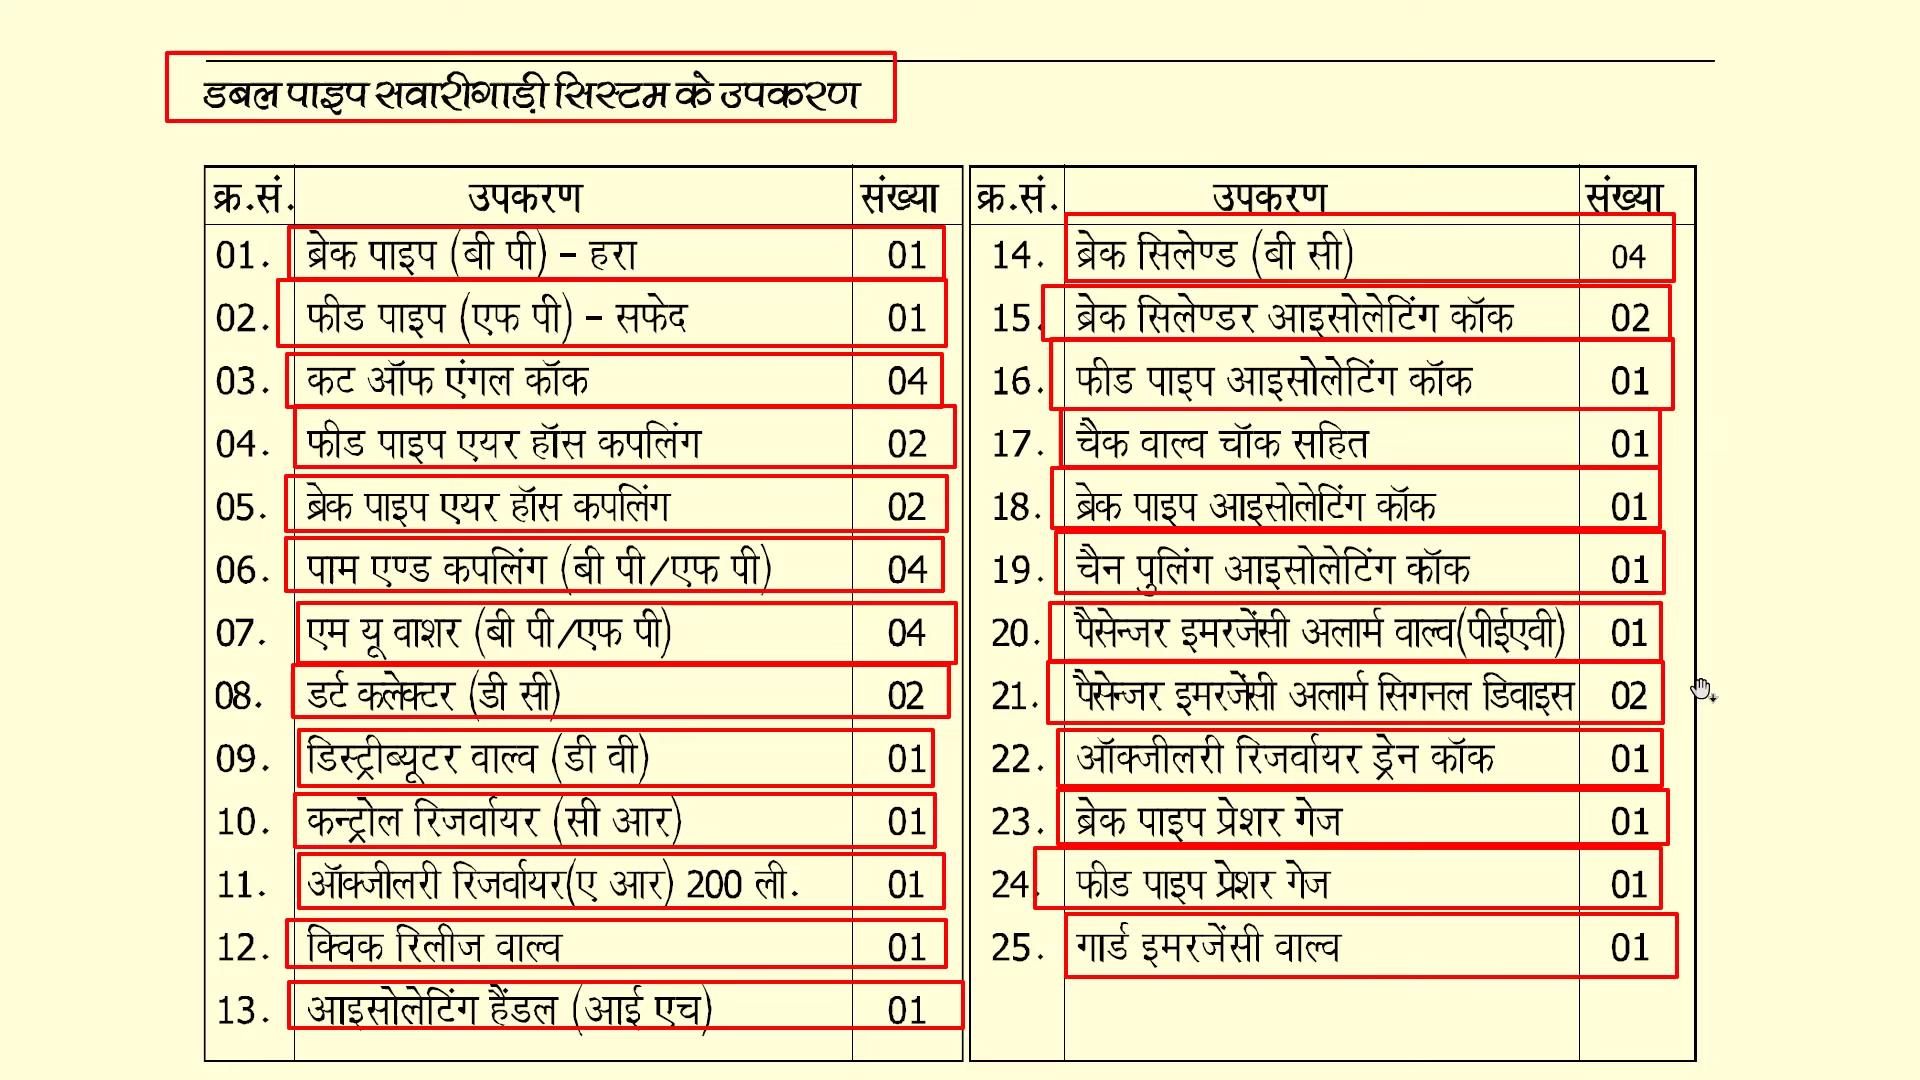 डबल पाइप सवारीगाड़ी सिस्टम के उपकरण
क्र.सं. उपकरण संख्या
01. ब्रेक पाइप (बी पी) – हरा 01
02. फीड पाइप (एफ पी) – सफेद 01
03. कट ऑफ एंगल कॉक 04
04. फीड पाइप एयर हॉस कपलिंग 02
05. ब्रेक पाइप एयर हॉस कपलिंग 02
06. पाम एण्ड कपलिंग (बी पी/एफ पी) 04
07. एम यू वाशर (बी पी/एफ पी) 04
08. डर्ट कलेक्टर (डी सी) 02
09. डिस्ट्रीब्यूटर वाल्व (डी वी) 01
10. कन्ट्रोल रिजर्वायर (सी आर) 01
11. ऑक्जीलरी रिजर्वायर(ए आर) 200 ली. 01
12. क्विक रिलीज वाल्व 01
13. आइसोलेटिंग हैंडल (आई एच) 01
क्र.सं. उपकरण संख्या
14. ब्रेक सिलेण्ड (बी सी) 04
15. ब्रेक सिलेण्डर आइसोलेटिंग कॉक 02
16. फीड पाइप आइसोलेटिंग कॉक 01
17. चैक वाल्व चॉक सहित 01
18. ब्रेक पाइप आइसोलेटिंग कॉक 01
19. चैन पुलिंग आइसोलेटिंग कॉक 01
20. पैसेन्जर इमरजेंसी अलार्म वाल्व(पीईएवी) 01
21. पैसेन्जर इमरजेंसी अलार्म सिगनल डिवाइस 02
22. ऑक्जीलरी रिजर्वायर ड्रेन कॉक 01
23. ब्रेक पाइप प्रेशर गेज 01
24. फीड पाइप प्रेशर गेज 01
25. गार्ड इमरजेंसी वाल्व 01